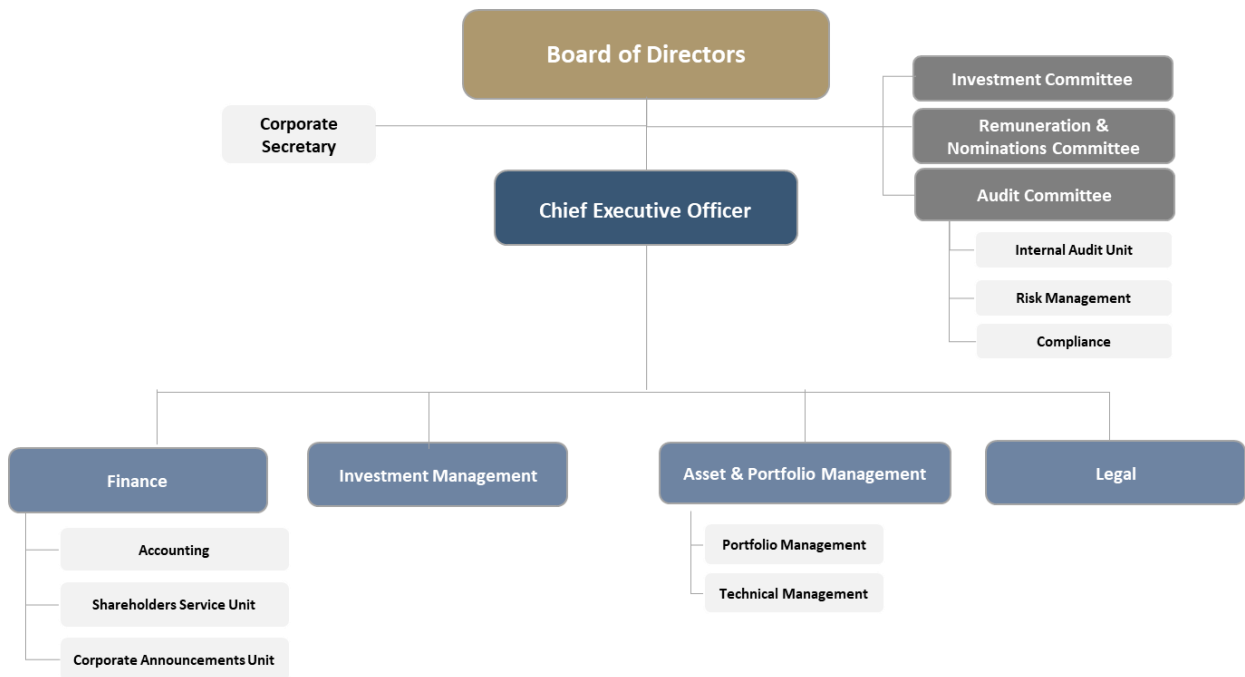 Board of Directors
Investment Committee
Corporate
Secretary
Remuneration &
Nominations Committee
Chief Executive Officer
Audit Committee
Internal Audit Unit
Risk Management
Compliance
Finance
Investment Management
Asset & Portfolio Management
Legal
Accounting
Shareholders Service Unit
Corporate Announcements Unit
Portfolio Management
Technical Management